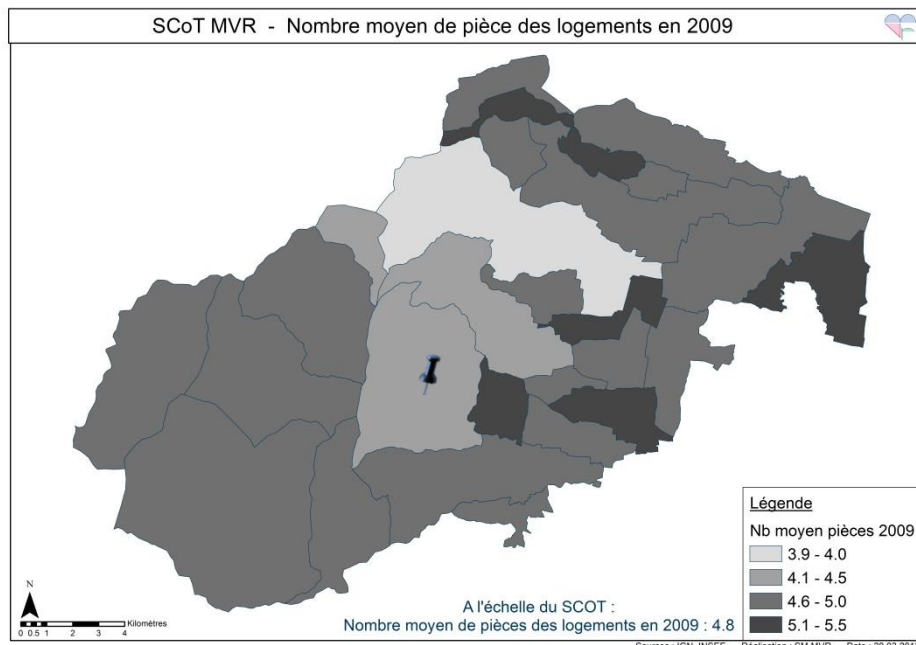 SCoT MVR - Nombre moyen de pièce des logements en 2009
Légende
Nb moyen pièces 2009
3.9 - 4.0
4.1 - 4.5
4.6 - 5.0
5.1 - 5.5
N
0 0.5 1 2 3 4 Kilomètres
A l'échelle du SCOT :
Nombre moyen de pièces des logements en 2009 : 4.8